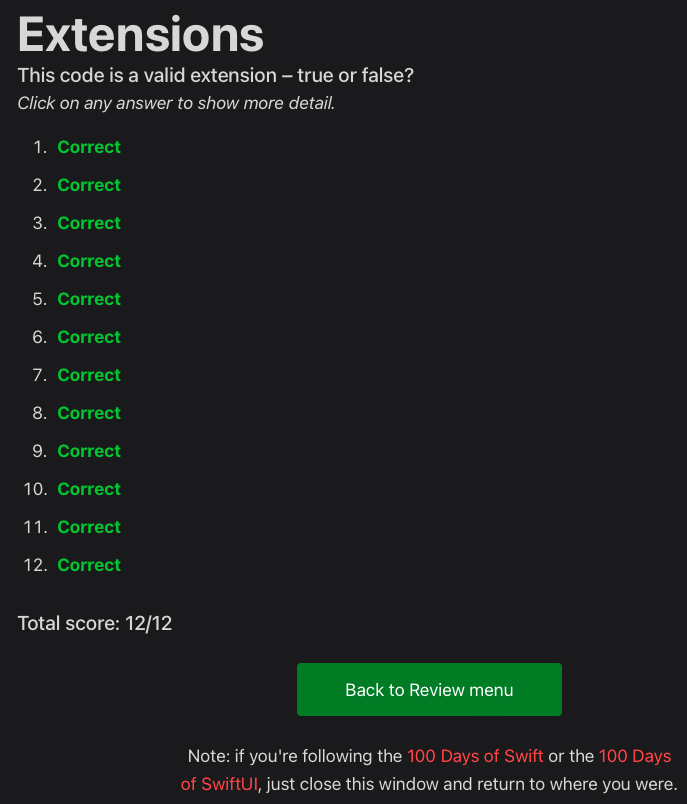 Extensions
This code is a valid extension – true or false?
Click on any answer to show more detail.
1. Correct
2. Correct
3. Correct
4. Correct
5. Correct
6. Correct
7. Correct
8. Correct
9. Correct
10. Correct
11. Correct
12. Correct
Total score: 12/12
Back to Review menu
Note: if you're following the 100 Days of Swift or the 100 Days
of SwiftUI, just close this window and return to where you were.